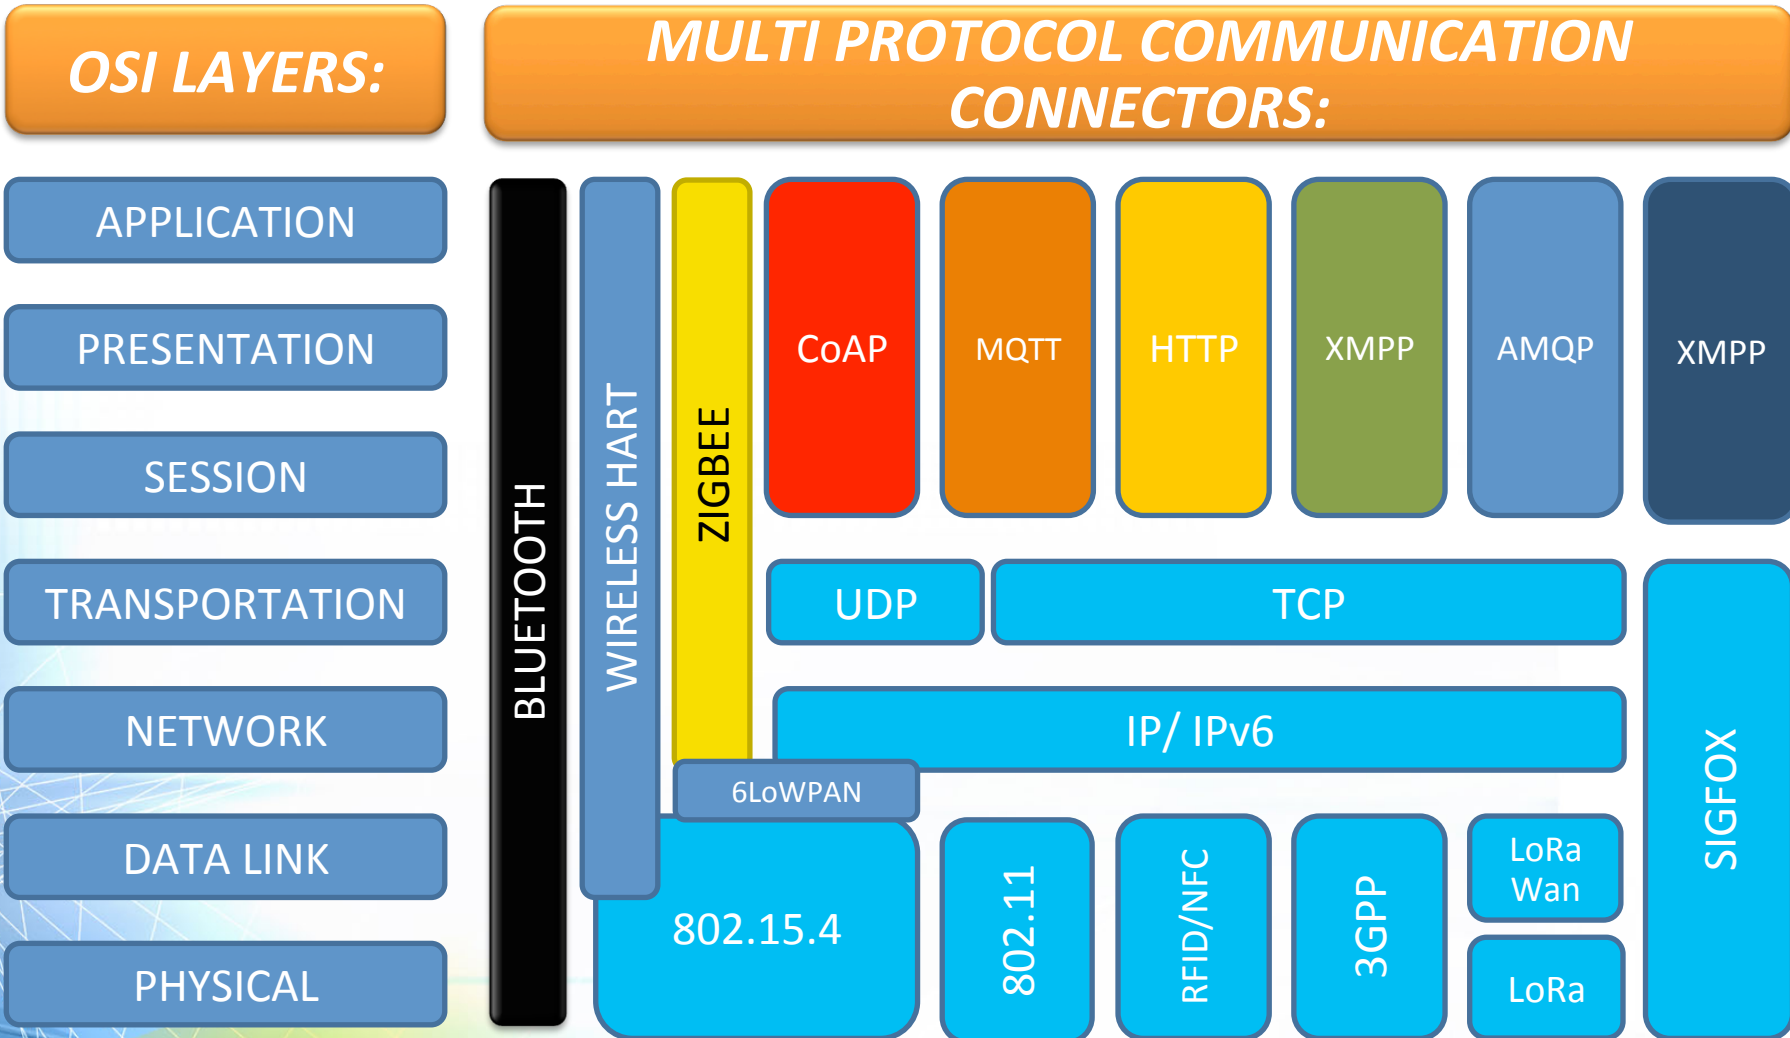 OSI LAYERS:
MULTI PROTOCOL COMMUNICATION
CONNECTORS:
APPLICATION
PRESENTATION
SESSION
TRANSPORTATION
NETWORK
DATA LINK
PHYSICAL
BLUETOOTH
WIRELESS HART
ZIGBEE
CoAP
MQTT
HTTP
XMPP
AMQP
XMPP
UDP
TCP
IP/ IPv6
6LoWPAN
802.15.4
802.11
RFID/NFC
3GPP
LoRa
Wan
LoRa
SIGFOX